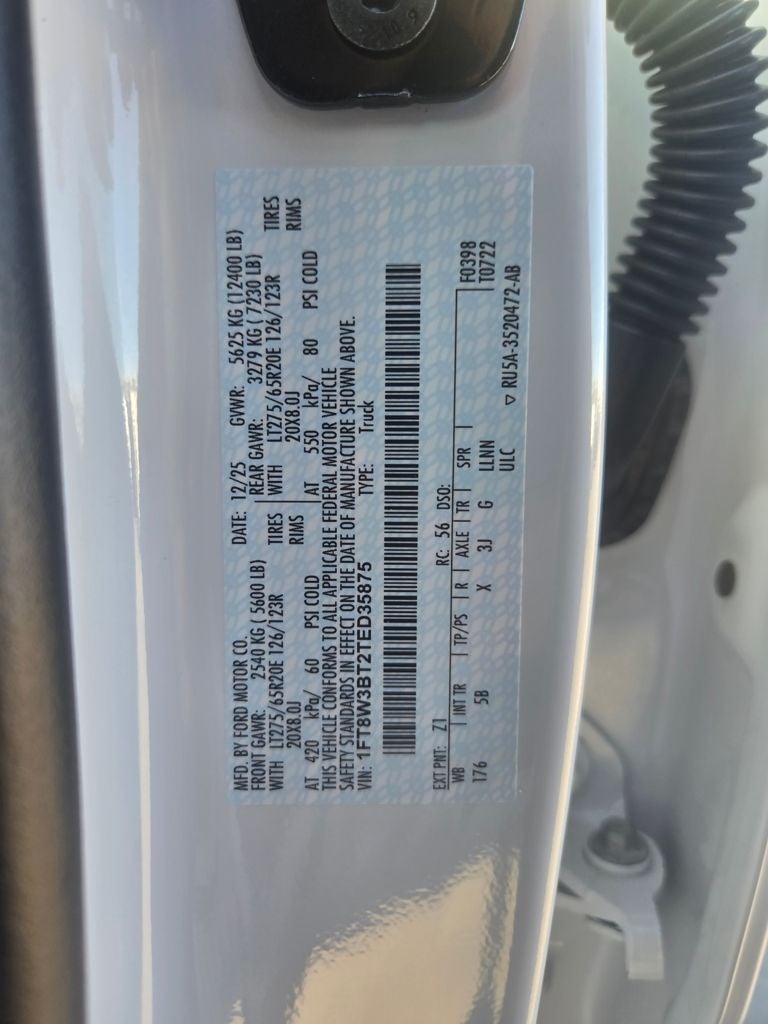 MFD. BY FORD MOTOR CO.
DATE: 12/25 GVWR: 5625 KG (12400 LB)
FRONT GAWR: 2540 KG ( 5600 LB)
REAR GAWR: 3279 KG ( 7230 LB)
WITH LT275/65R20E 126/123R TIRES
WITH LT275/65R20E 126/123R TIRES
20X8.0J RIMS
20X8.0J RIMS
AT 420 kPa/ 60 PSI COLD
AT 550 kPa/ 80 PSI COLD
THIS VEHICLE CONFORMS TO ALL APPLICABLE FEDERAL MOTOR VEHICLE
SAFETY STANDARDS IN EFFECT ON THE DATE OF MANUFACTURE SHOWN ABOVE.
VIN: 1FT8W3BT2TED35875 TYPE: Truck
EXT PNT: Z1 RC: 56 DSO: F0398
WB INT TR TP/PS R AXLE TR SPR T0722
176 5B X 3J G LLNN
ULC ▽ RU5A-3520472-AB